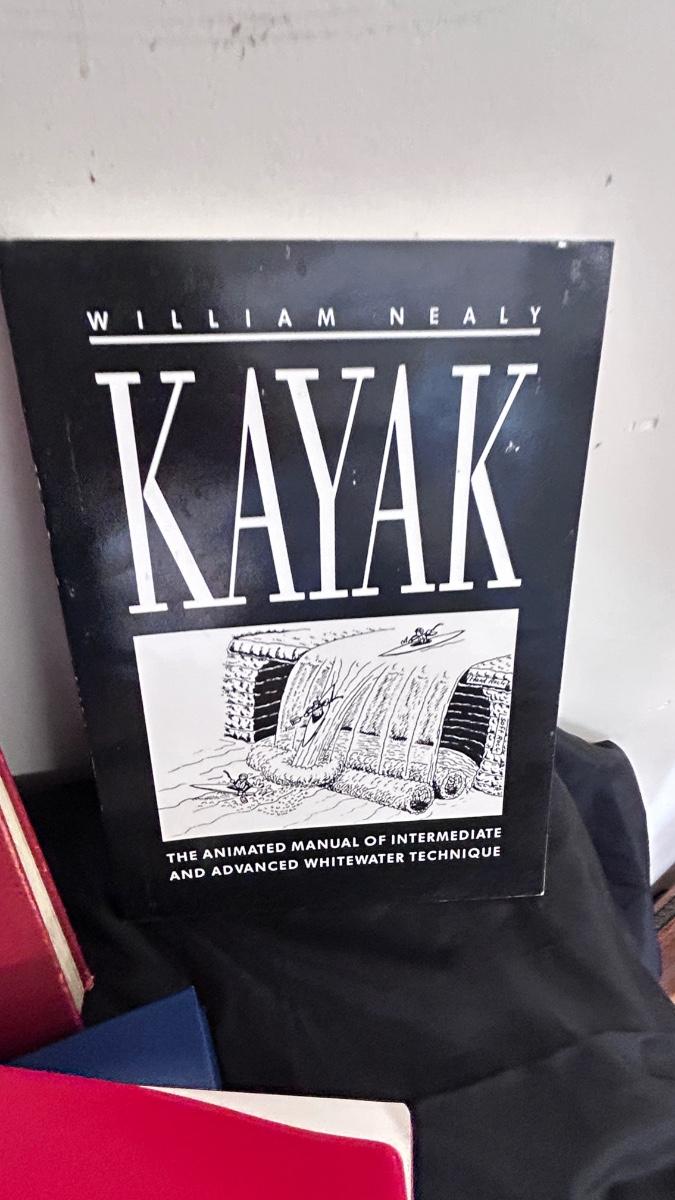 WILLIAM NEALY
KAYAK
THE ANIMATED MANUAL OF INTERMEDIATE
AND ADVANCED WHITEWATER TECHNIQUE